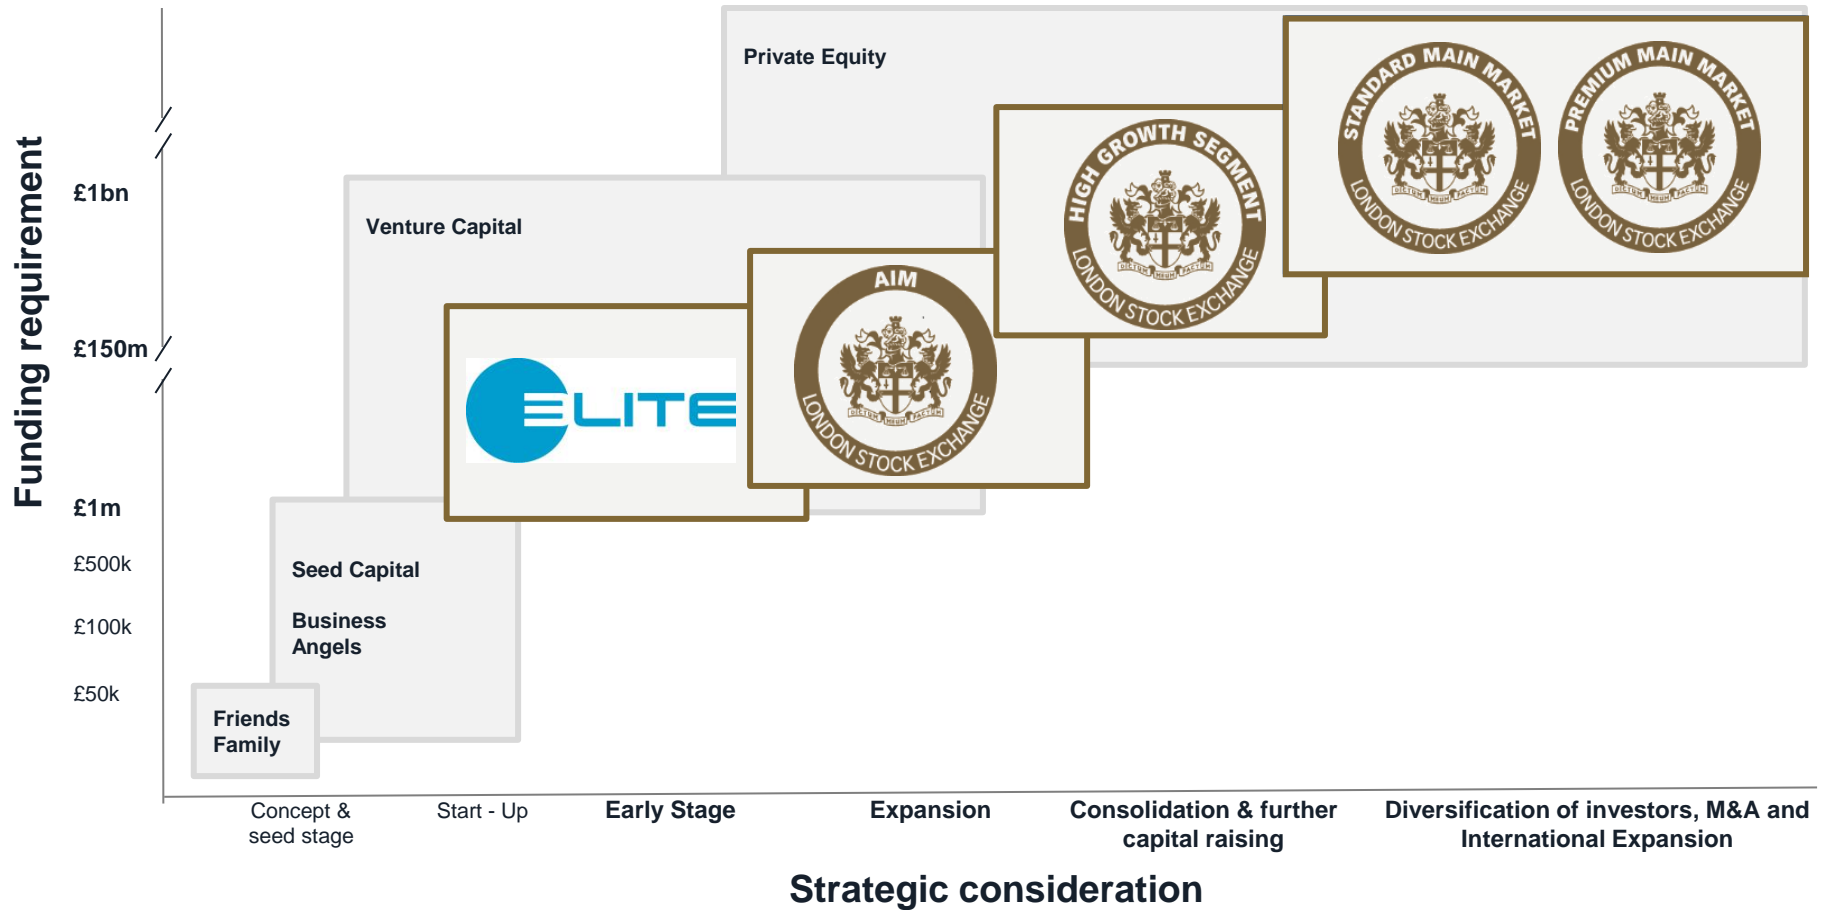 Funding requirement
£1bn
£150m
£1m
£500k
£100k
£50k
Private Equity
STANDARD MAIN MARKET
LONDON STOCK EXCHANGE
PREMIUM MAIN MARKET
LONDON STOCK EXCHANGE
HIGH GROWTH SEGMENT
LONDON STOCK EXCHANGE
Venture Capital
AIM
LONDON STOCK EXCHANGE
ELITE
Seed Capital
Business
Angels
Friends
Family
Concept &
seed stage
Start - Up
Early Stage
Expansion
Consolidation & further
capital raising
Diversification of investors, M&A and
International Expansion
Strategic consideration